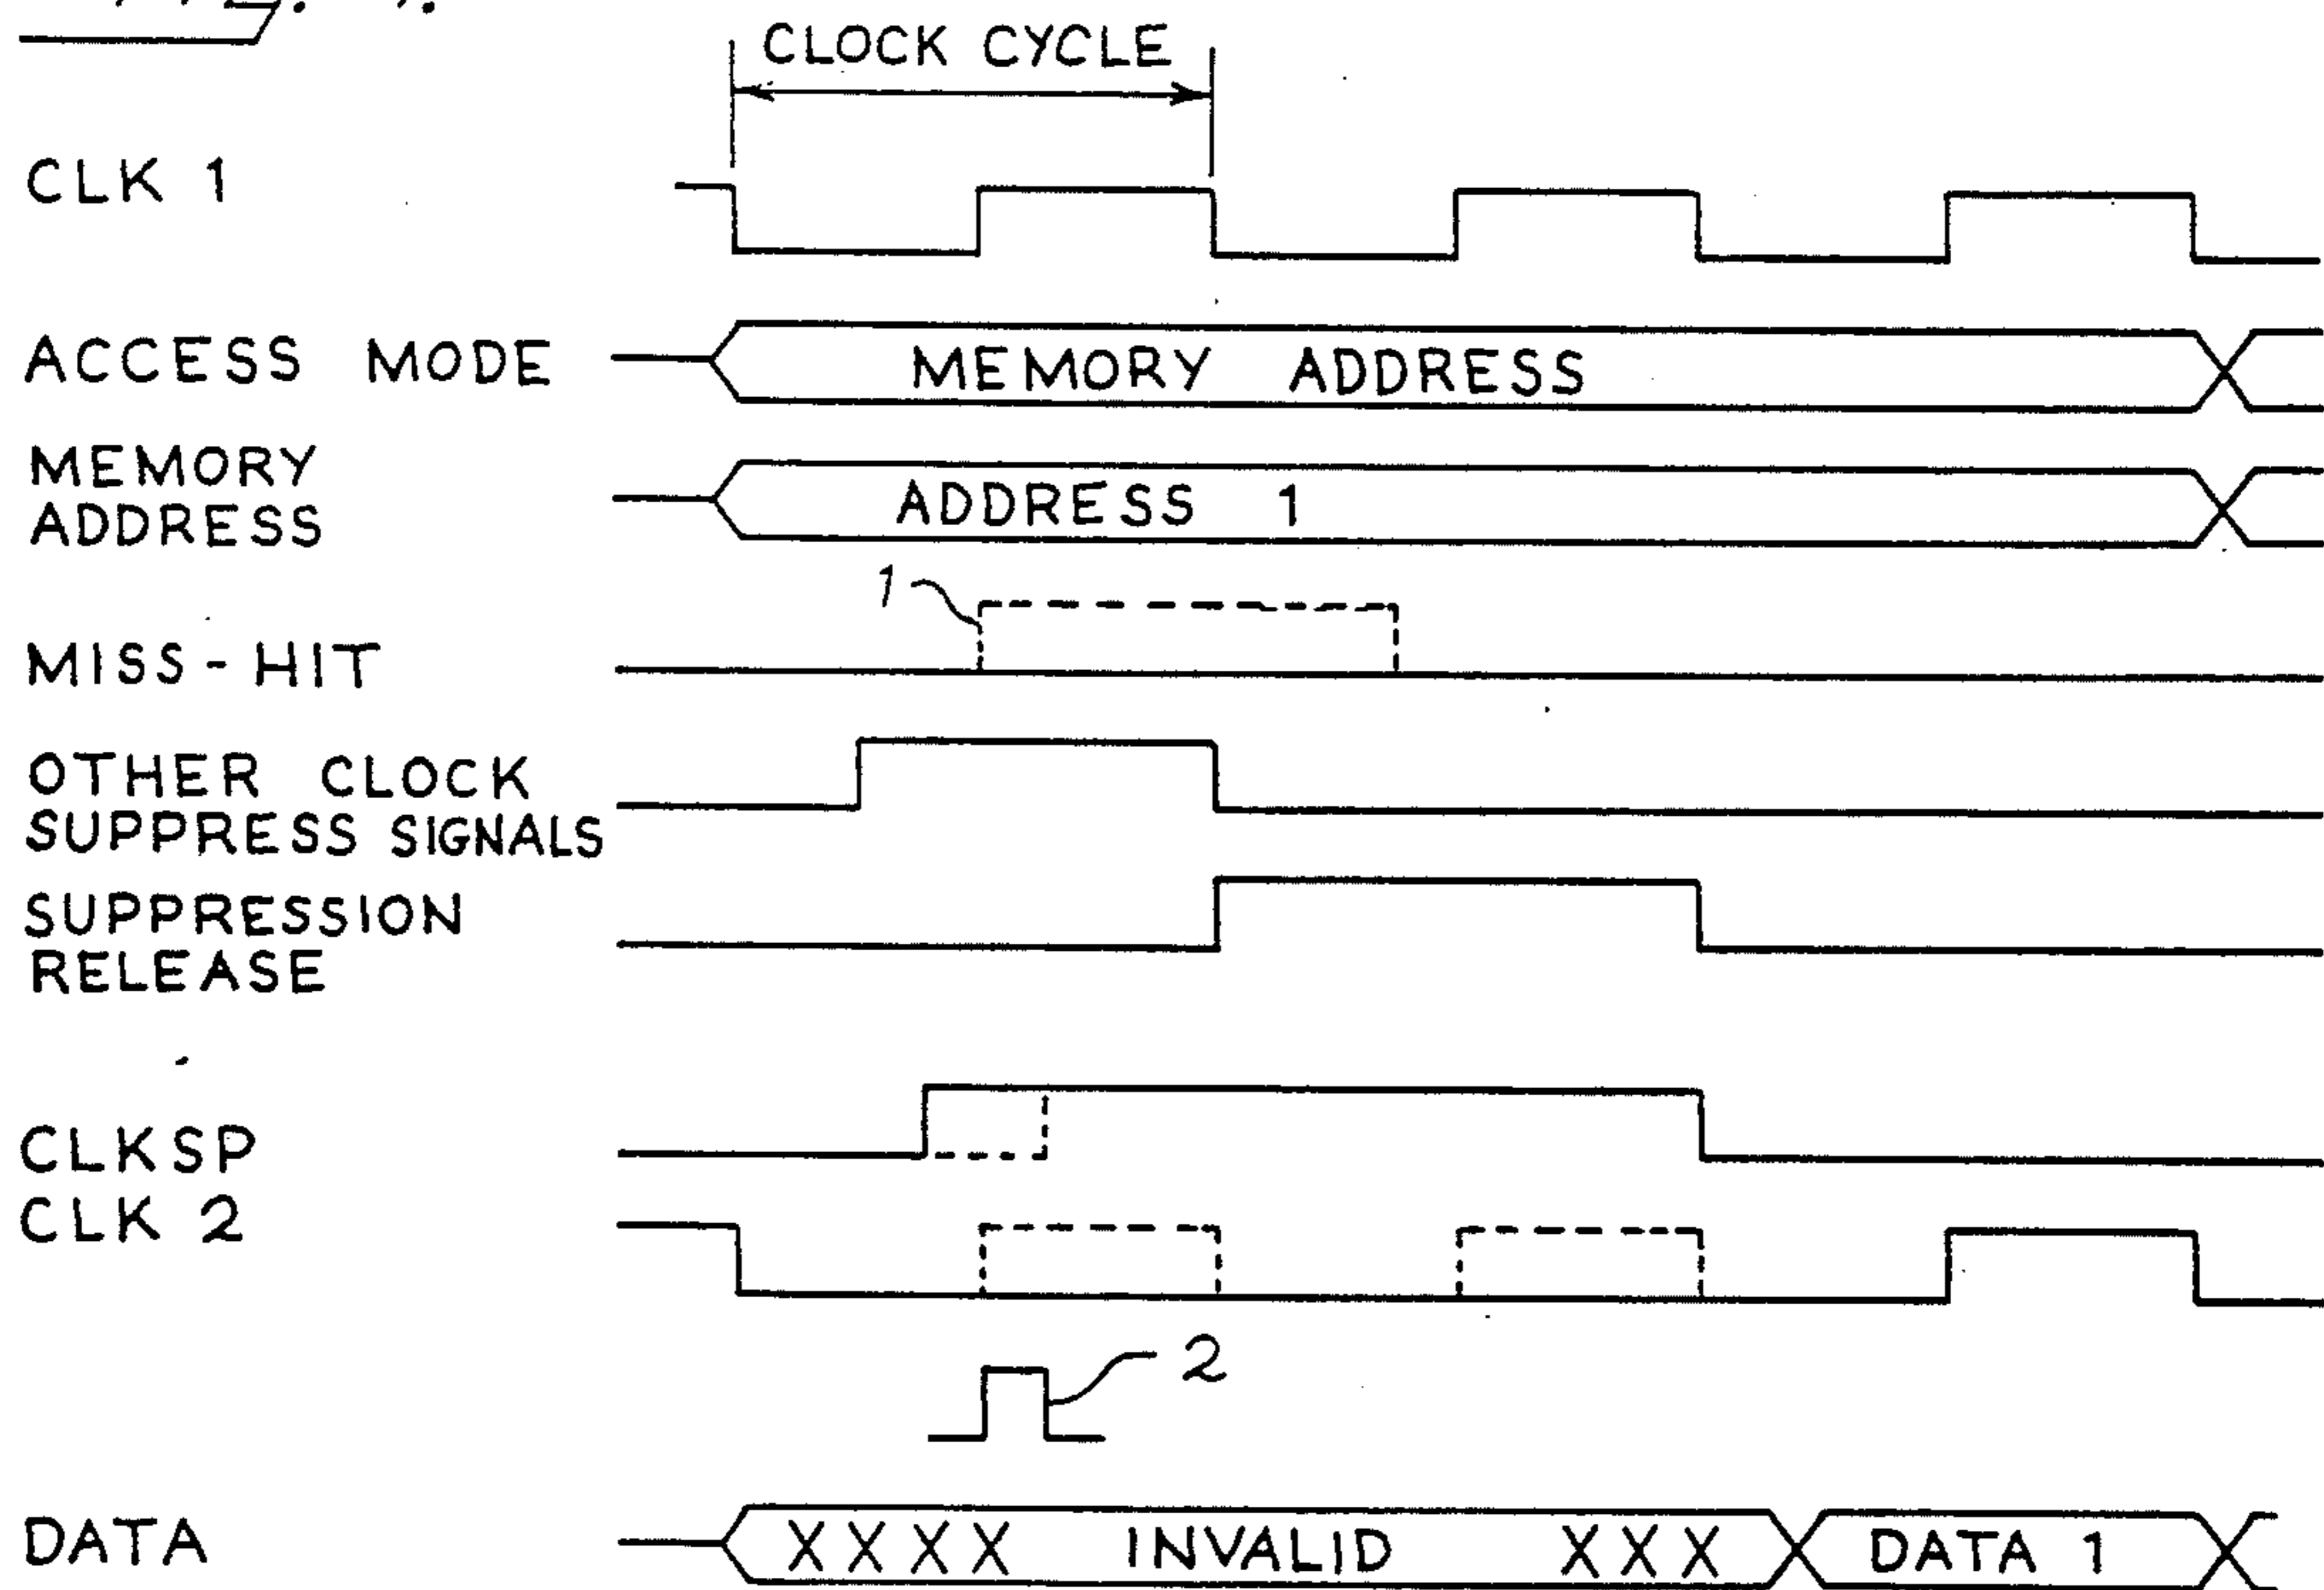 CLOCK CYCLE
CLK 1
ACCESS MODE
MEMORY ADDRESS
MEMORY
ADDRESS
ADDRESS 1
1
MISS - HIT
OTHER CLOCK
SUPPRESS SIGNALS
SUPPRESSION
RELEASE
CLKSP
CLK 2
2
DATA
XXXX INVALID XXX
DATA 1